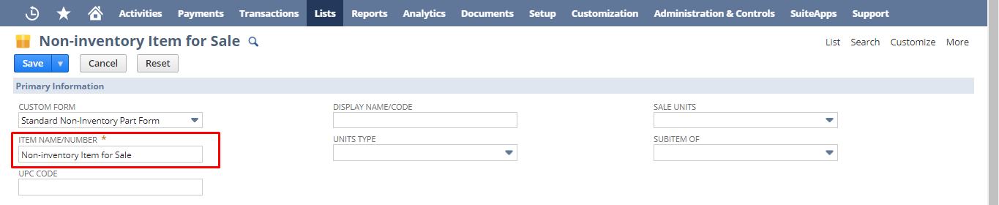 Activities Payments Transactions Lists Reports Analytics Documents Setup Customization Administration & Controls SuiteApps Support
Non-inventory Item for Sale
List Search Customize More
Save Cancel Reset
Primary Information
CUSTOM FORM DISPLAY NAME/CODE SALE UNITS
Standard Non-Inventory Part Form
ITEM NAME/NUMBER * UNITS TYPE SUBITEM OF
Non-inventory Item for Sale
UPC CODE